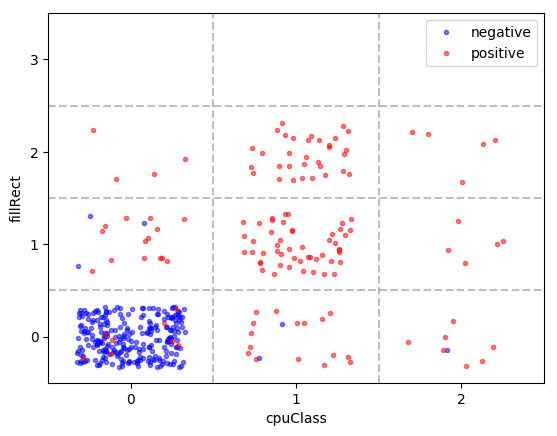 negative
positive
fillRect
3
2
1
0
0 1 2
cpuClass